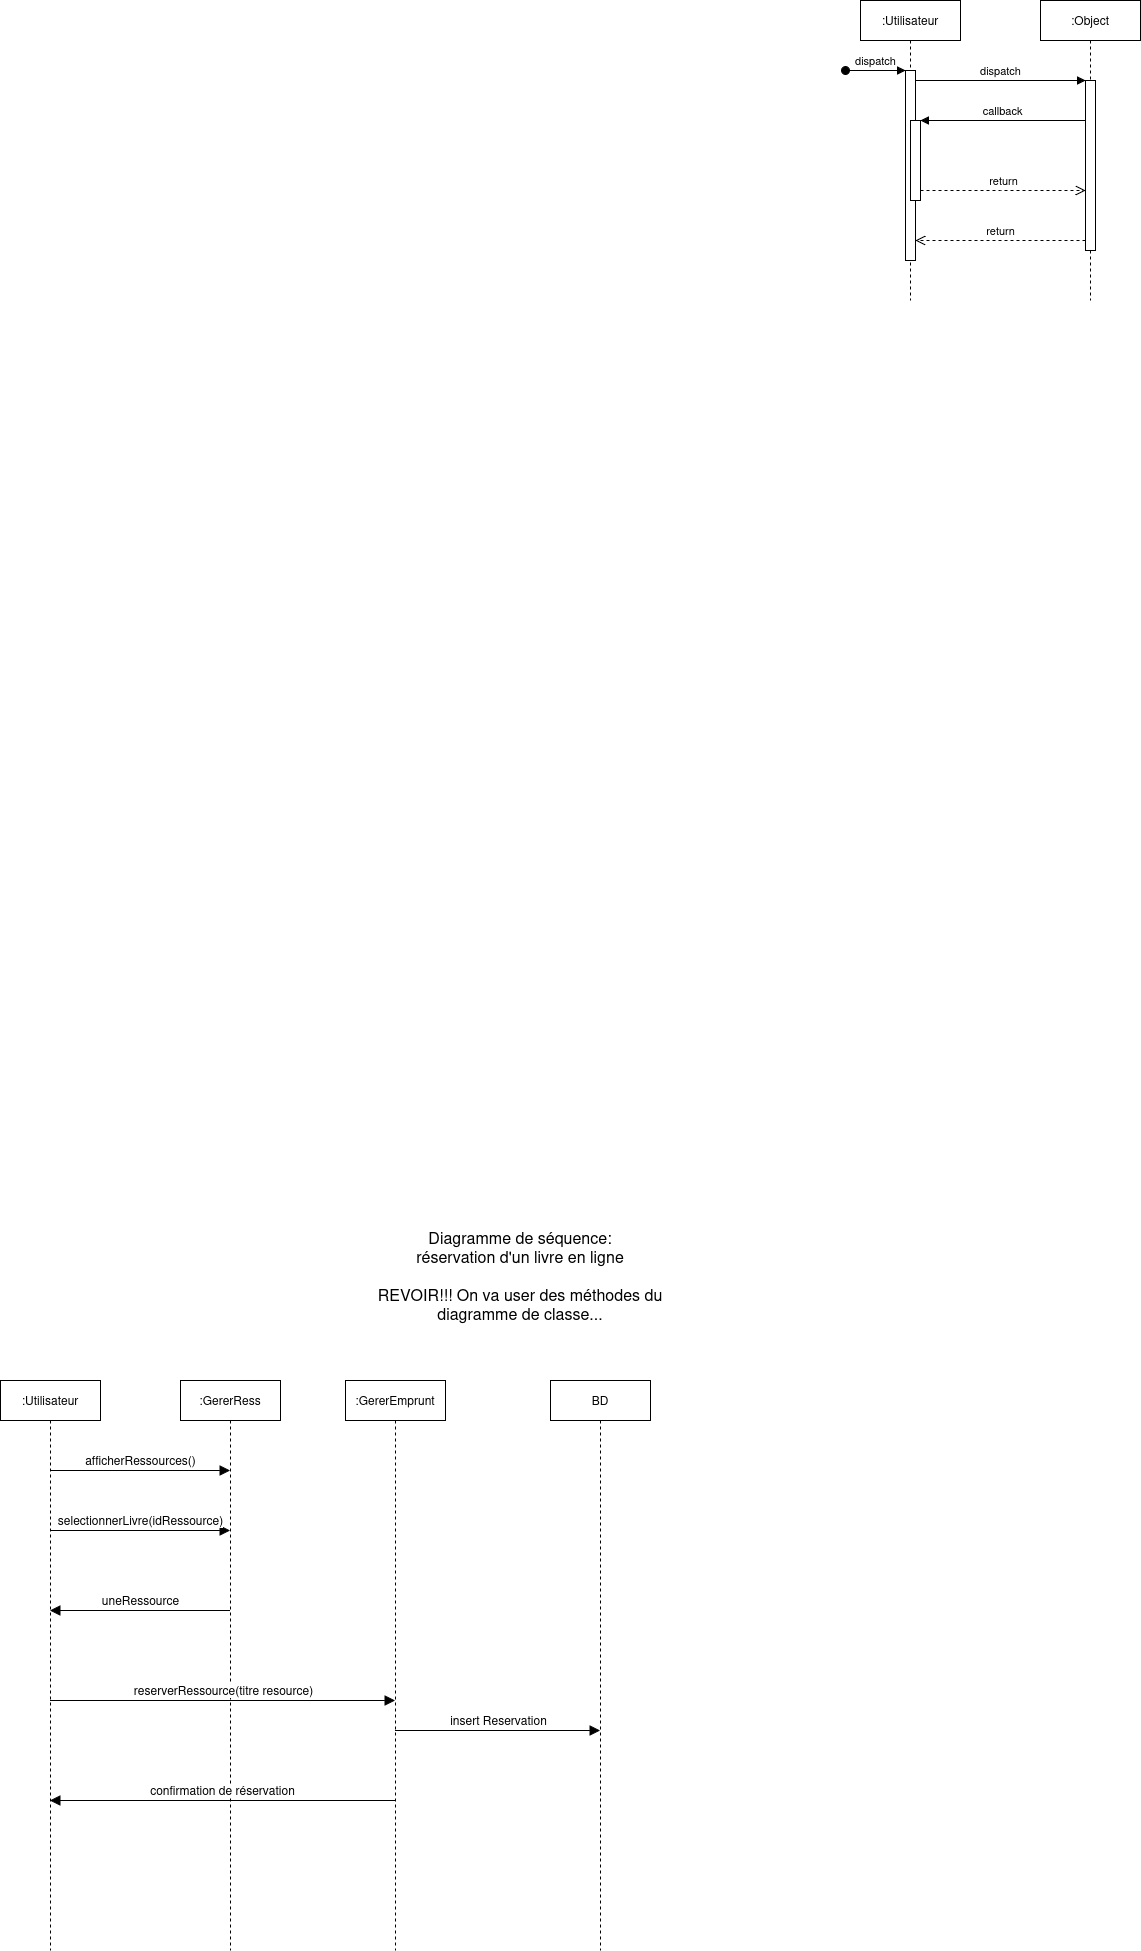 :Utilisateur
:Object
dispatch
dispatch
callback
return
return
Diagramme de séquence:
réservation d'un livre en ligne
REVOIR!!! On va user des méthodes du
diagramme de classe...
:Utilisateur
:GererRess
:GererEmprunt
BD
afficherRessources()
selectionnerLivre(idRessource)
uneRessource
reserverRessource(titre resource)
insert Reservation
confirmation de réservation